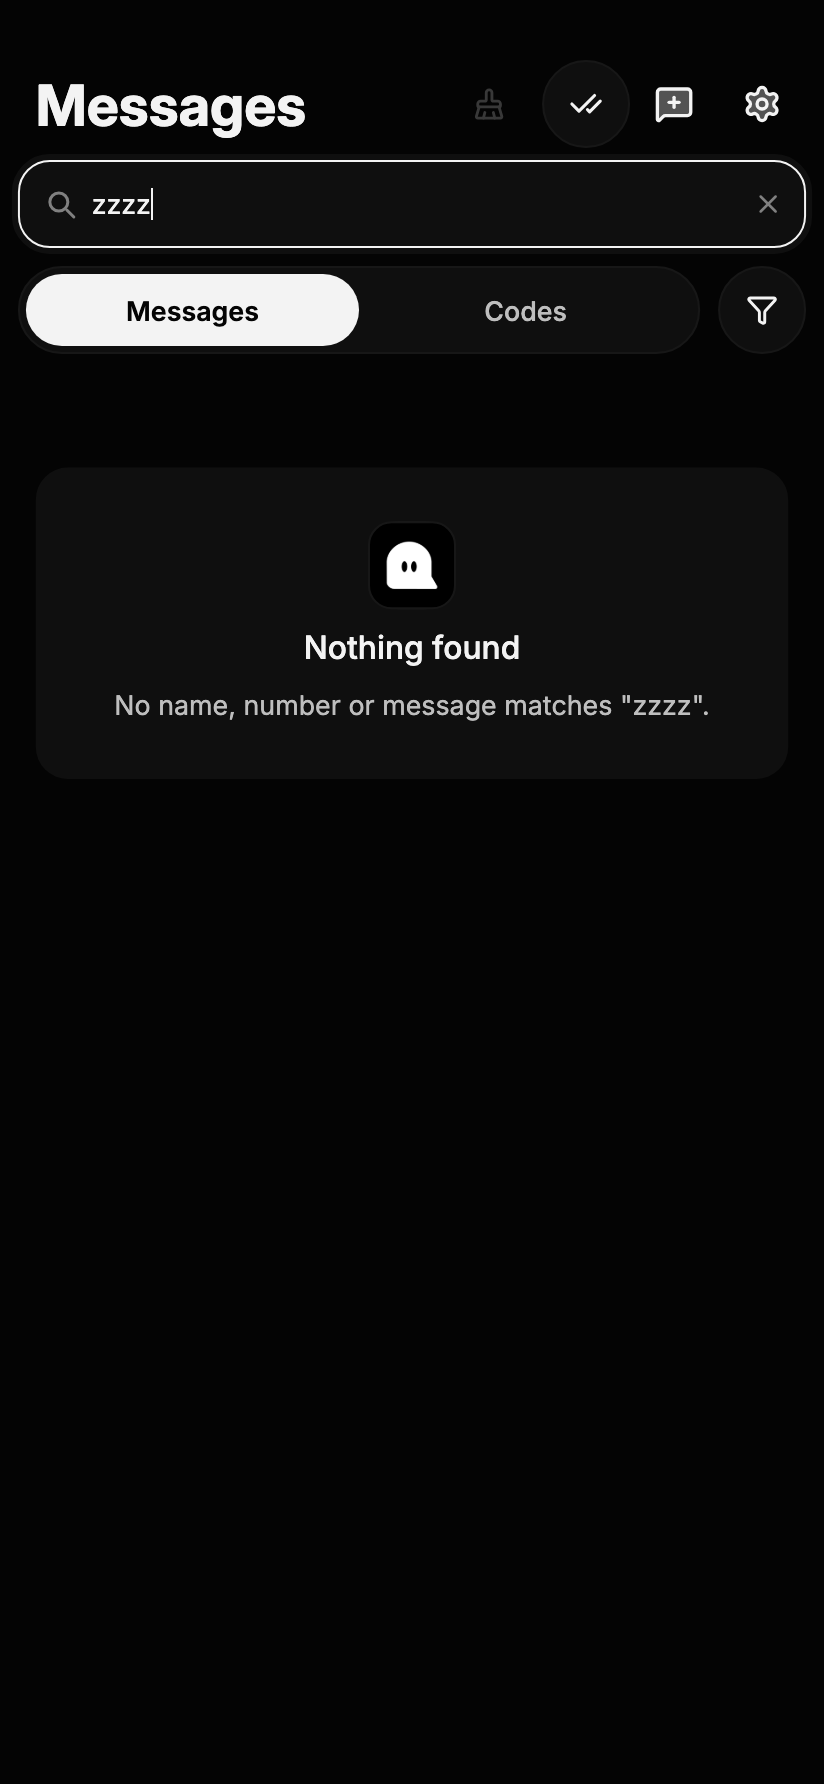 Messages
zzzz
Messages
Codes
Nothing found
No name, number or message matches "zzzz".